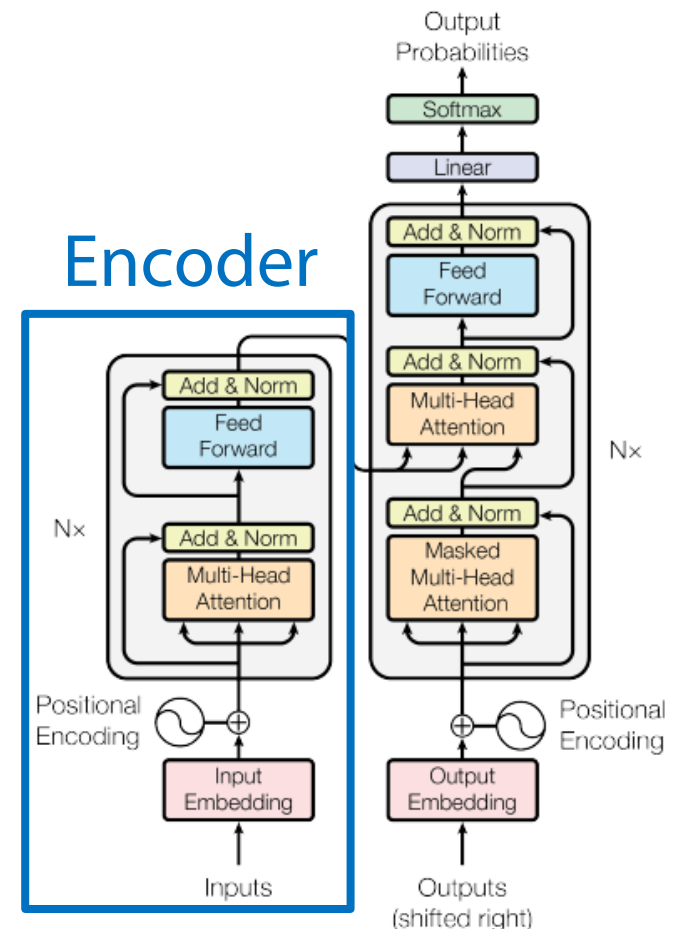 Output
Probabilities
Softmax
Linear
Add & Norm
Feed
Forward
Add & Norm
Multi-Head
Attention
Nx
Add & Norm
Masked
Multi-Head
Attention
Positional
Encoding
Output
Embedding
Outputs
(shifted right)
Encoder
Add & Norm
Feed
Forward
Nx
Add & Norm
Multi-Head
Attention
Positional
Encoding
Input
Embedding
Inputs